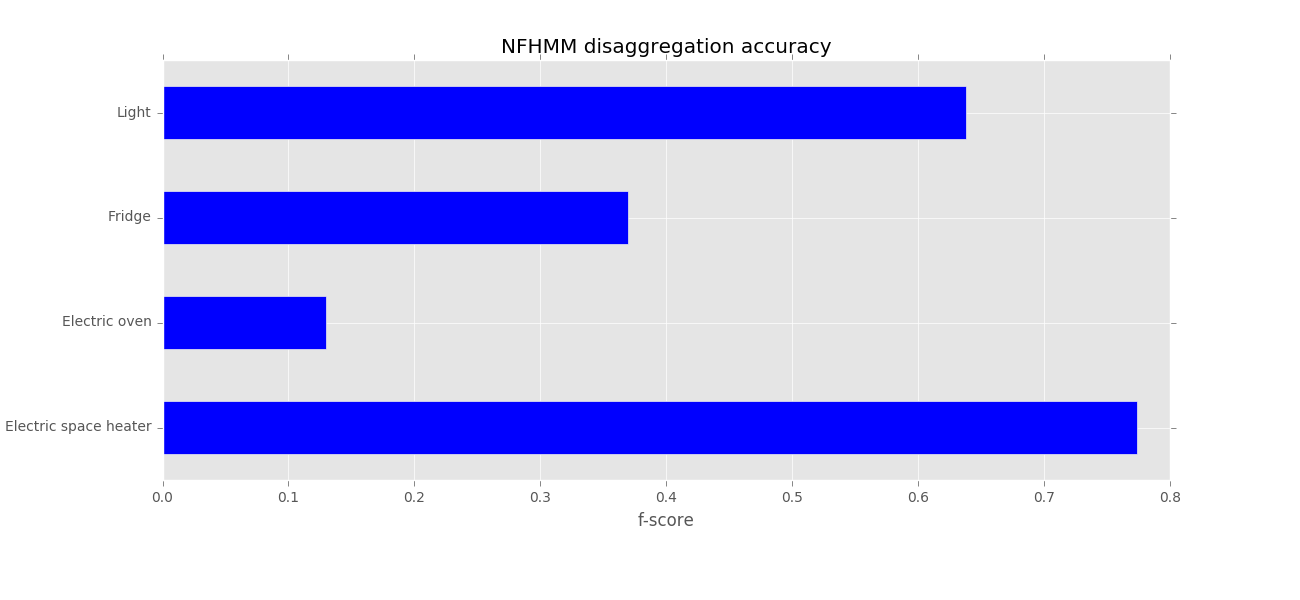 NFHMM disaggregation accuracy
Light
Fridge
Electric oven
Electric space heater
0.0 0.1 0.2 0.3 0.4 0.5 0.6 0.7 0.8
f-score